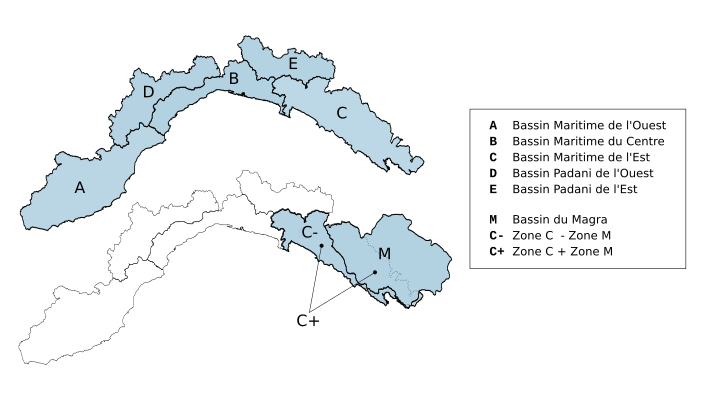 E
B
D
C
A
C-
M
C+
A Bassin Maritime de l'Ouest
B Bassin Maritime du Centre
C Bassin Maritime de l'Est
D Bassin Padani de l'Ouest
E Bassin Padani de l'Est
M Bassin du Magra
C- Zone C - Zone M
C+ Zone C + Zone M